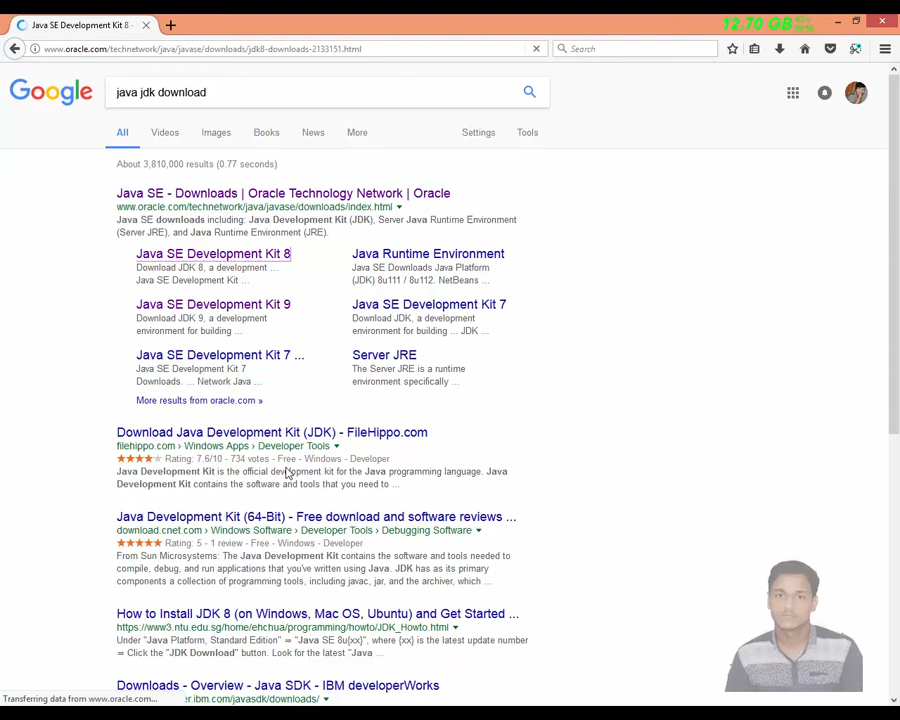 Java SE Development Kit 8 -
12.70 GB
www.oracle.com/technetwork/java/javase/downloads/jdk8-downloads-2133151.html
Search
Google
java jdk download
All Videos Images Books News More Settings Tools
About 3,810,000 results (0.77 seconds)
Java SE - Downloads | Oracle Technology Network | Oracle
www.oracle.com/technetwork/java/javase/downloads/index.html
Java SE downloads including: Java Development Kit (JDK), Server Java Runtime Environment
(Server JRE), and Java Runtime Environment (JRE).
Java SE Development Kit 8
Download JDK 8, a development ...
Java SE Development Kit ...
Java Runtime Environment
Java SE Downloads Java Platform
(JDK) 8u111 / 8u112. NetBeans ...
Java SE Development Kit 9
Download JDK 9, a development
environment for building ...
Java SE Development Kit 7
Download JDK, a development
environment for building ... JDK ...
Java SE Development Kit 7 ...
Java SE Development Kit 7
Downloads. ... Network Java ...
Server JRE
The Server JRE is a runtime
environment specifically ...
More results from oracle.com »
Download Java Development Kit (JDK) - FileHippo.com
filehippo.com › Windows Apps › Developer Tools
Rating: 7.6/10 - 734 votes - Free - Windows - Developer
Java Development Kit is the official development kit for the Java programming language. Java
Development Kit contains the software and tools that you need to ...
Java Development Kit (64-Bit) - Free download and software reviews ...
download.cnet.com › Windows Software › Developer Tools › Debugging Software
Rating: 5 - 1 review - Free - Windows - Developer
From Sun Microsystems: The Java Development Kit contains the software and tools needed to
compile, debug, and run applications that you've written using Java. JDK has as its
primary components a collection of programming tools, including javac, jar, and the archiver, which ...
How to Install JDK 8 (on Windows, Mac OS, Ubuntu) and Get Started ...
https://www3.ntu.edu.sg/home/ehchua/programming/howto/JDK_Howto.html
Under "Java Platform, Standard Edition" ⇒ "Java SE 8u{xx}", where {xx} is the latest update number
⇒ Click the "JDK Download" button. Look for the latest "Java ...
Downloads - Overview - Java SDK - IBM developerWorks
Transferring data from www.oracle.com...
er.ibm.com/javasdk/downloads/